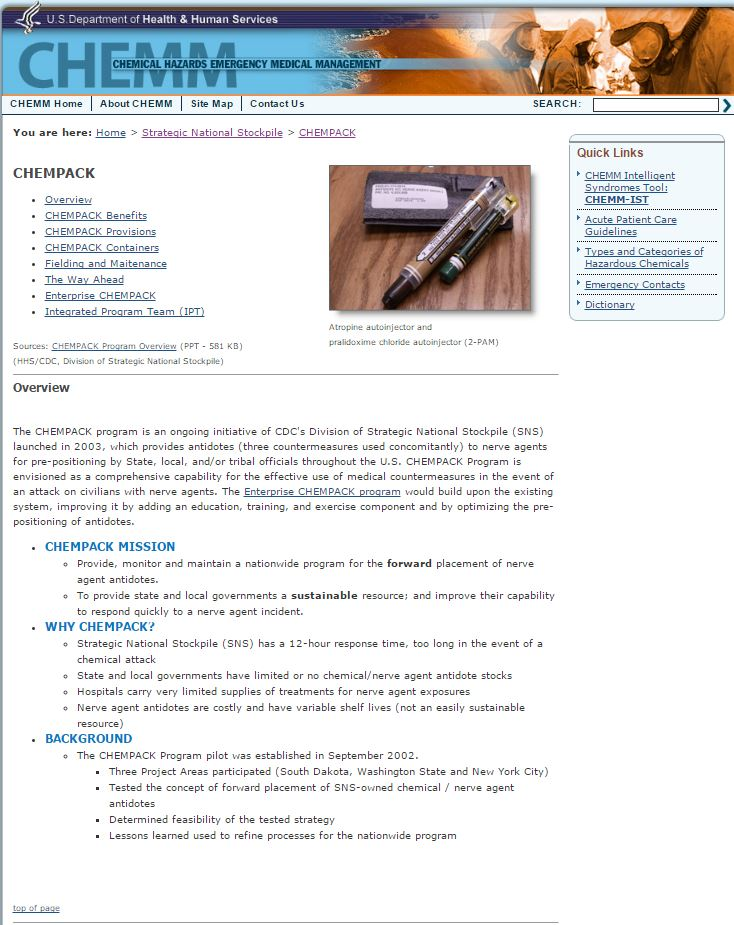 U.S.Department of Health & Human Services
CHEMM
CHEMICAL HAZARDS EMERGENCY MEDICAL MANAGEMENT
CHEMM Home About CHEMM Site Map Contact Us SEARCH:
You are here: Home > Strategic National Stockpile > CHEMPACK
CHEMPACK
Overview
CHEMPACK Benefits
CHEMPACK Provisions
CHEMPACK Containers
Fielding and Maitenance
The Way Ahead
Enterprise CHEMPACK
Integrated Program Team (IPT)
Atropine autoinjector and
pralidoxime chloride autoinjector (2-PAM)
Sources: CHEMPACK Program Overview (PPT - 581 KB)
(HHS/CDC, Division of Strategic National Stockpile)
Quick Links
CHEMM Intelligent
Syndromes Tool:
CHEMM-IST
Acute Patient Care
Guidelines
Types and Categories of
Hazardous Chemicals
Emergency Contacts
Dictionary
Overview
The CHEMPACK program is an ongoing initiative of CDC's Division of Strategic National Stockpile (SNS)
launched in 2003, which provides antidotes (three countermeasures used concomitantly) to nerve agents
for pre-positioning by State, local, and/or tribal officials throughout the U.S. CHEMPACK Program is
envisioned as a comprehensive capability for the effective use of medical countermeasures in the event of
an attack on civilians with nerve agents. The Enterprise CHEMPACK program would build upon the existing
system, improving it by adding an education, training, and exercise component and by optimizing the pre-
positioning of antidotes.
CHEMPACK MISSION
Provide, monitor and maintain a nationwide program for the forward placement of nerve
agent antidotes.
To provide state and local governments a sustainable resource; and improve their capability
to respond quickly to a nerve agent incident.
WHY CHEMPACK?
Strategic National Stockpile (SNS) has a 12-hour response time, too long in the event of a
chemical attack
State and local governments have limited or no chemical/nerve agent antidote stocks
Hospitals carry very limited supplies of treatments for nerve agent exposures
Nerve agent antidotes are costly and have variable shelf lives (not an easily sustainable
resource)
BACKGROUND
The CHEMPACK Program pilot was established in September 2002.
Three Project Areas participated (South Dakota, Washington State and New York City)
Tested the concept of forward placement of SNS-owned chemical / nerve agent
antidotes
Determined feasibility of the tested strategy
Lessons learned used to refine processes for the nationwide program
top of page